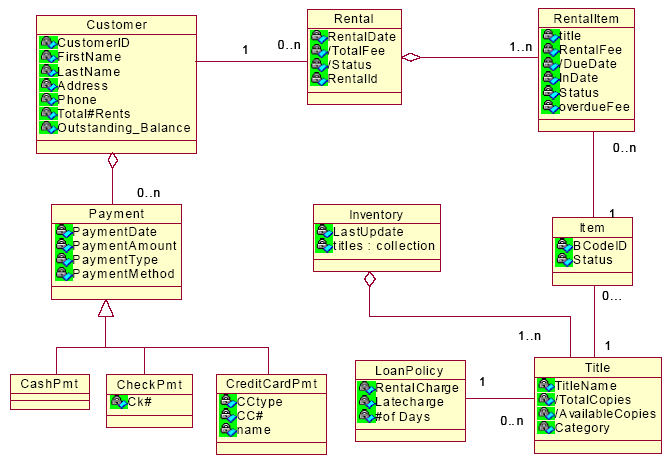 Customer
CustomerID
FirstName
LastName
Address
Phone
Total#Rents
Outstanding_Balance
1
0..n
Rental
RentalDate
/TotalFee
/Status
RentalId
1..n
RentalItem
title
RentalFee
/DueDate
InDate
Status
overdueFee
0..n
1
0..n
Payment
PaymentDate
PaymentAmount
PaymentType
PaymentMethod
Inventory
LastUpdate
titles : collection
Item
BCodeID
Status
0...
1..n
1
CashPmt
CheckPmt
Ck#
CreditCardPmt
CCtype
CC#
name
LoanPolicy
RentalCharge
Latecharge
#of Days
1
0..n
Title
TitleName
/TotalCopies
/AvailableCopies
Category